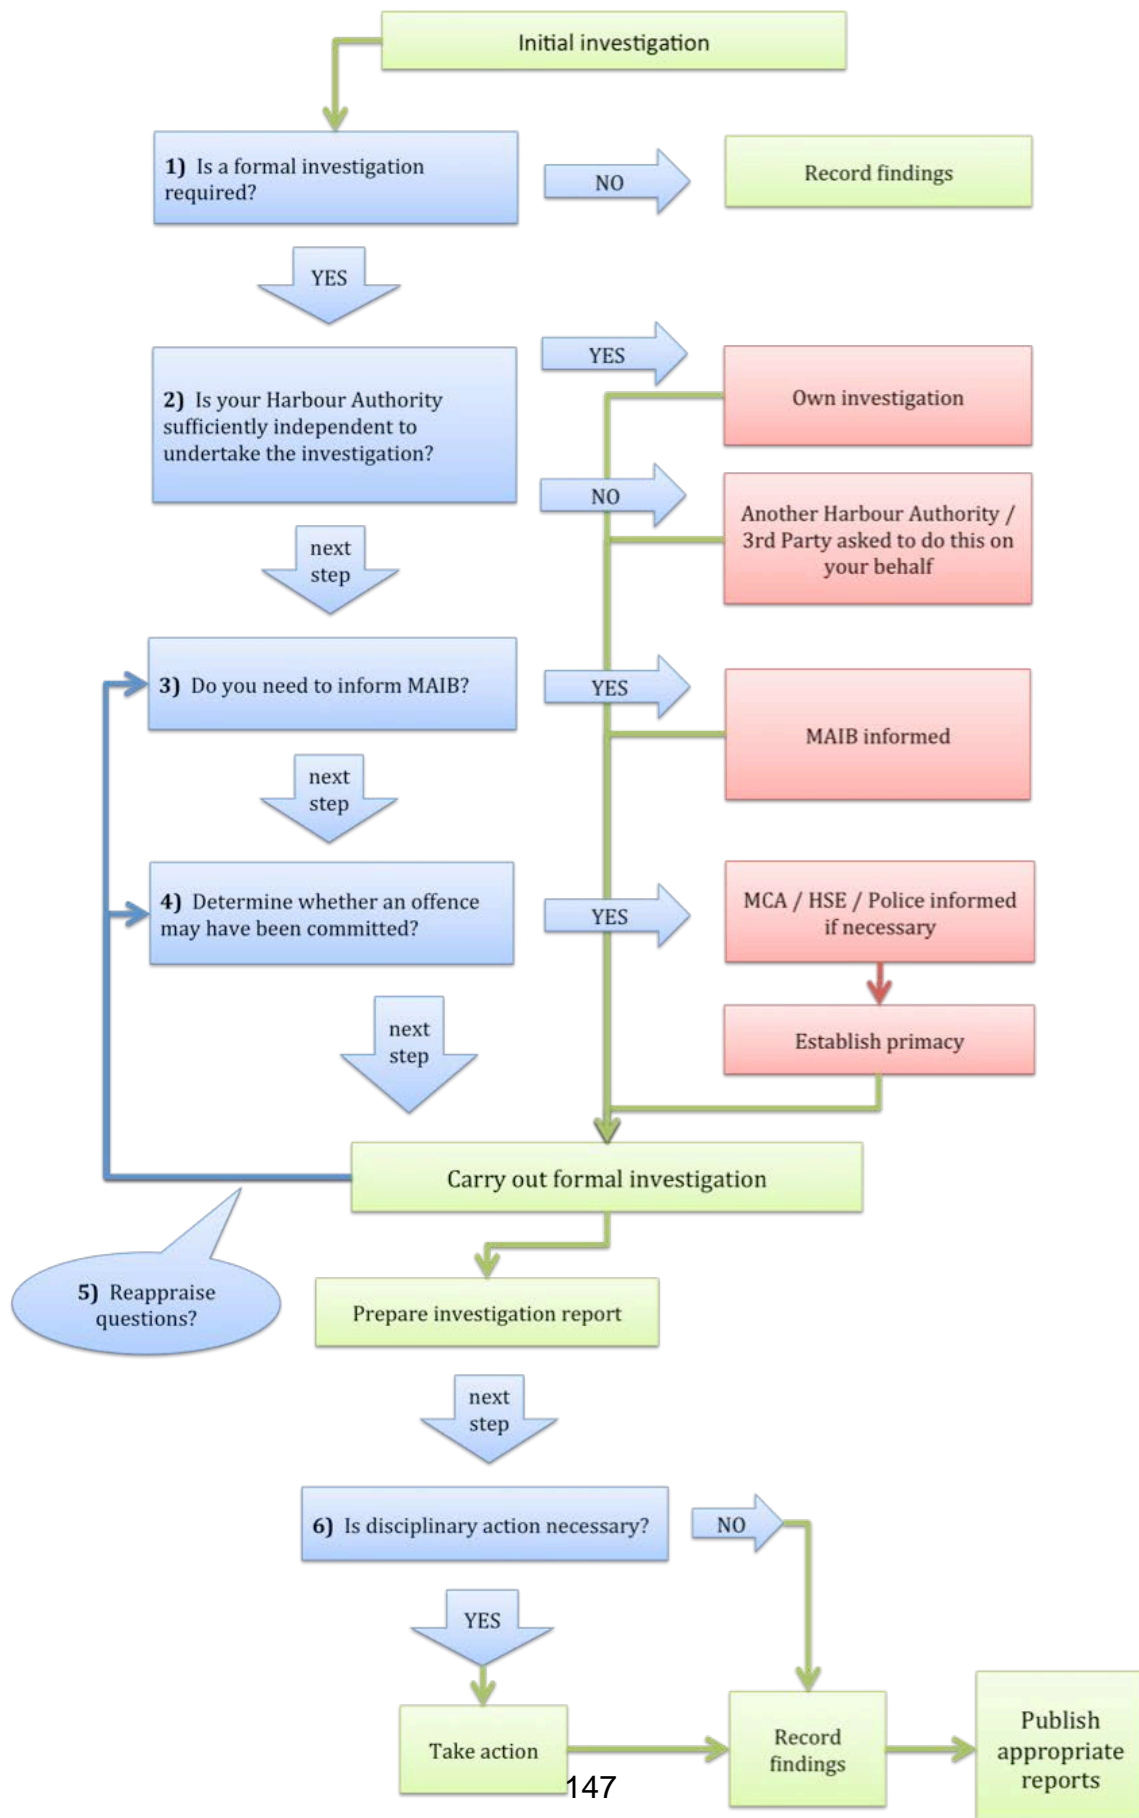 Initial investigation
1) Is a formal investigation
required?
NO
Record findings
YES
2) Is your Harbour Authority
sufficiently independent to
undertake the investigation?
YES
Own investigation
NO
Another Harbour Authority /
3rd Party asked to do this on
your behalf
next
step
3) Do you need to inform MAIB?
YES
MAIB informed
next
step
4) Determine whether an offence
may have been committed?
YES
MCA / HSE / Police informed
if necessary
Establish primacy
next
step
Carry out formal investigation
5) Reappraise
questions?
Prepare investigation report
next
step
6) Is disciplinary action necessary?
NO
YES
Take action
Record
findings
Publish
appropriate
reports
147